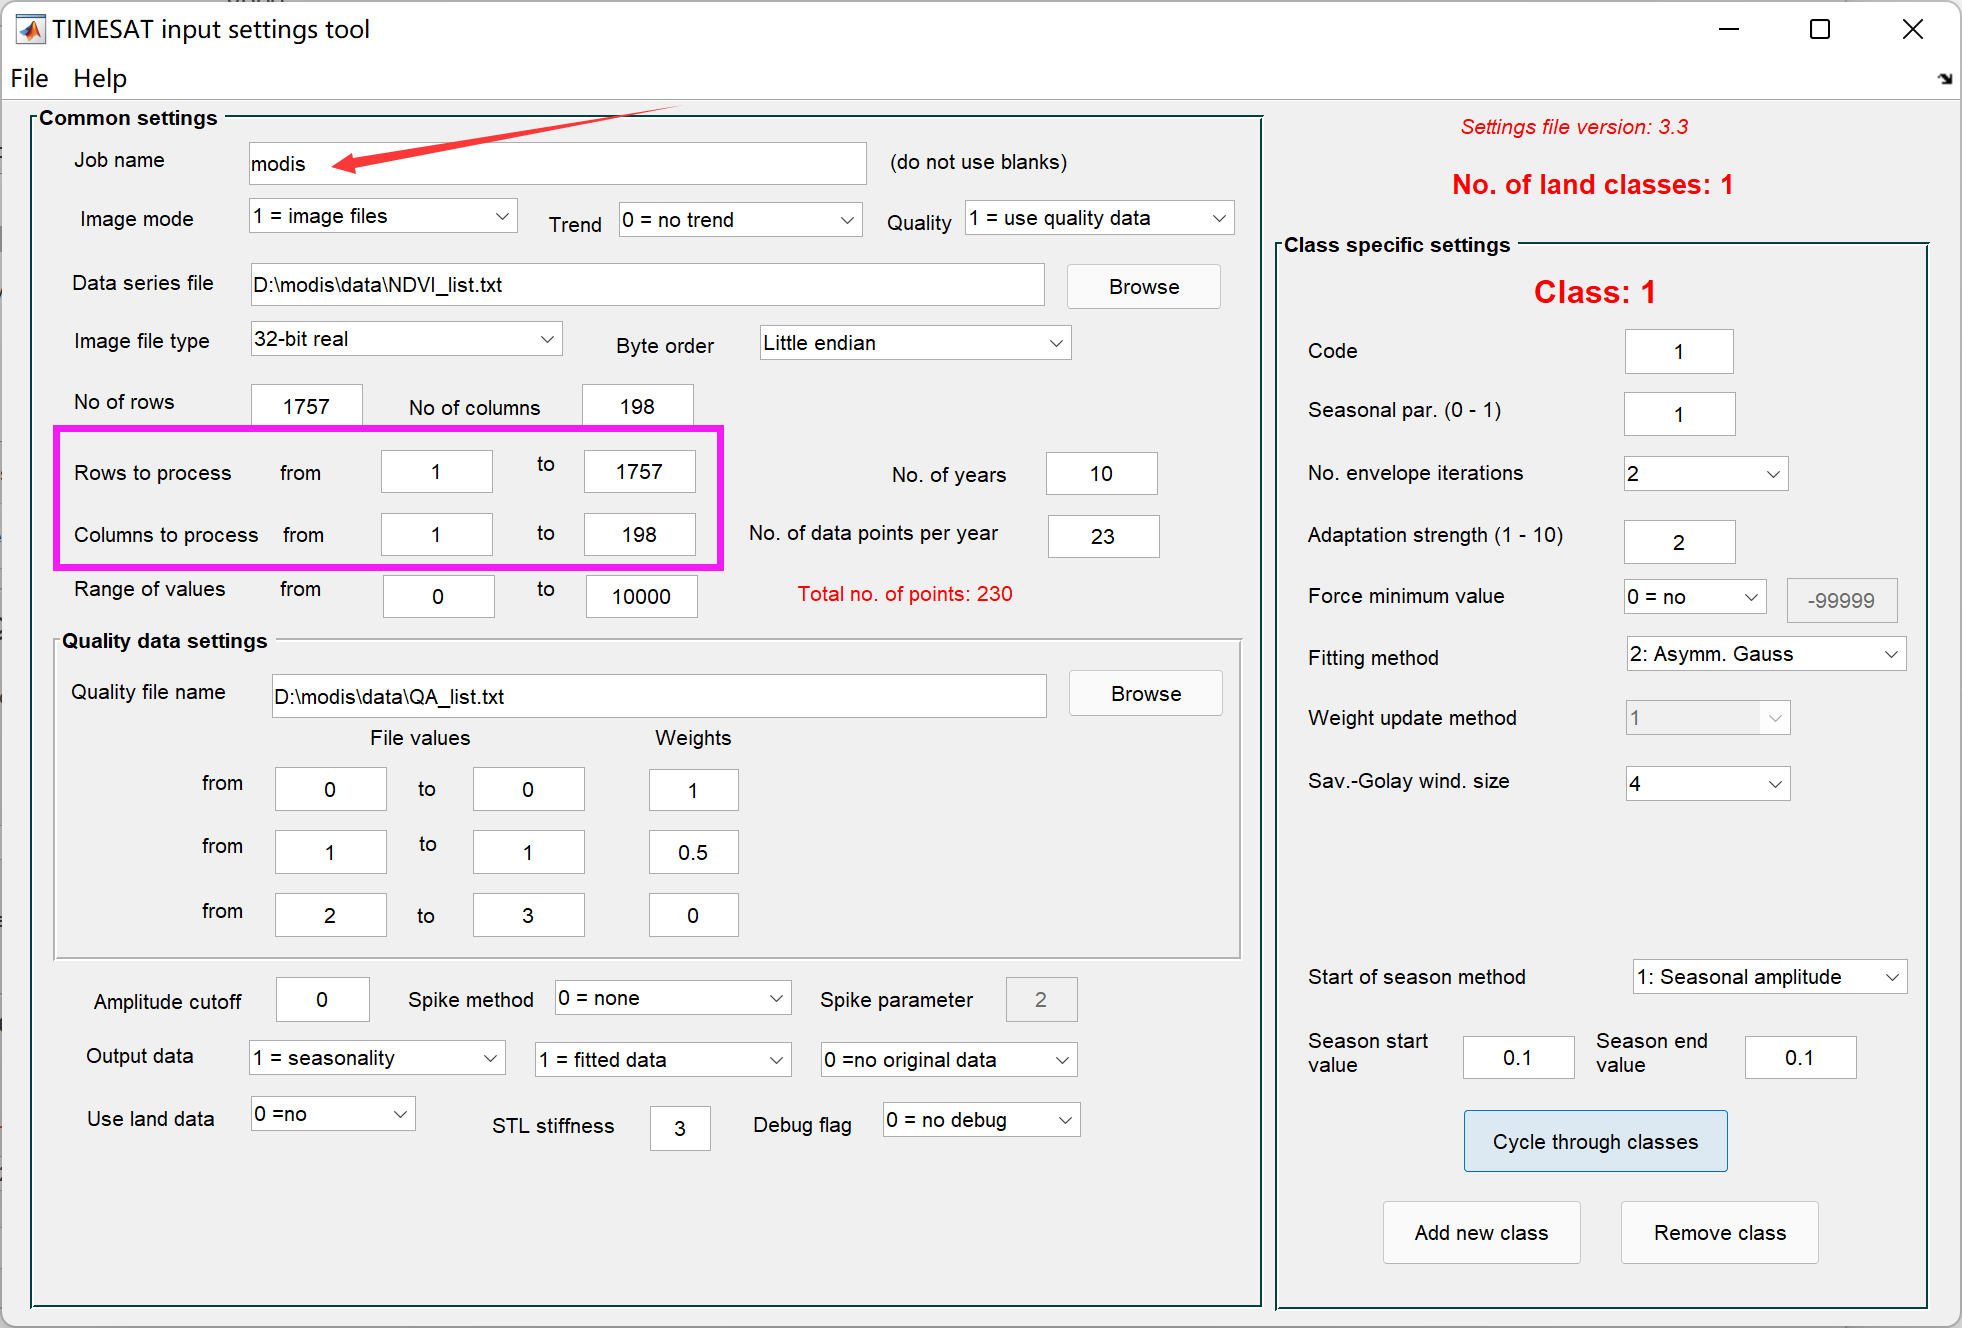 TIMESAT input settings tool
File Help
Common settings
Job name modis (do not use blanks)
Image mode 1 = image files Trend 0 = no trend Quality 1 = use quality data
Data series file D:\modis\data\NDVI_list.txt Browse
Image file type 32-bit real Byte order Little endian
No of rows 1757 No of columns 198
Rows to process from 1 to 1757 No. of years 10
Columns to process from 1 to 198 No. of data points per year 23
Range of values from 0 to 10000 Total no. of points: 230
Quality data settings
Quality file name D:\modis\data\QA_list.txt Browse
File values Weights
from 0 to 0 1
from 1 to 1 0.5
from 2 to 3 0
Amplitude cutoff 0 Spike method 0 = none Spike parameter 2
Output data 1 = seasonality 1 = fitted data 0 =no original data
Use land data 0 =no STL stiffness 3 Debug flag 0 = no debug
Settings file version: 3.3
No. of land classes: 1
Class specific settings
Class: 1
Code 1
Seasonal par. (0 - 1) 1
No. envelope iterations 2
Adaptation strength (1 - 10) 2
Force minimum value 0 = no -99999
Fitting method 2: Asymm. Gauss
Weight update method 1
Sav.-Golay wind. size 4
Start of season method 1: Seasonal amplitude
Season start value 0.1 Season end value 0.1
Cycle through classes
Add new class Remove class